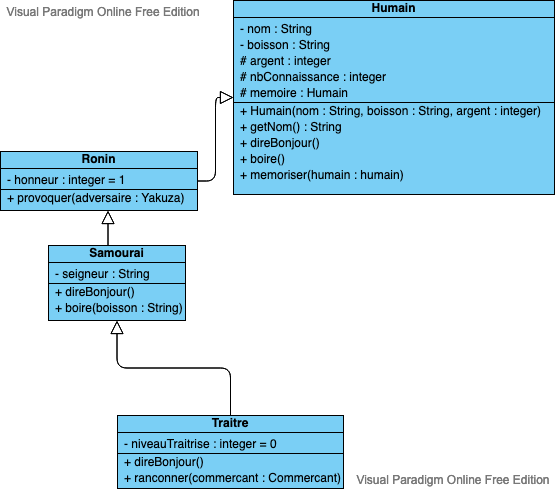 Visual Paradigm Online Free Edition
Humain
- nom : String
- boisson : String
# argent : integer
# nbConnaissance : integer
# memoire : Humain
+ Humain(nom : String, boisson : String, argent : integer)
+ getNom() : String
+ direBonjour()
+ boire()
+ memoriser(humain : humain)
Ronin
- honneur : integer = 1
+ provoquer(adversaire : Yakuza)
Samourai
- seigneur : String
+ direBonjour()
+ boire(boisson : String)
Traitre
- niveauTraitrise : integer = 0
+ direBonjour()
+ ranconner(commercant : Commercant)
Visual Paradigm Online Free Edition